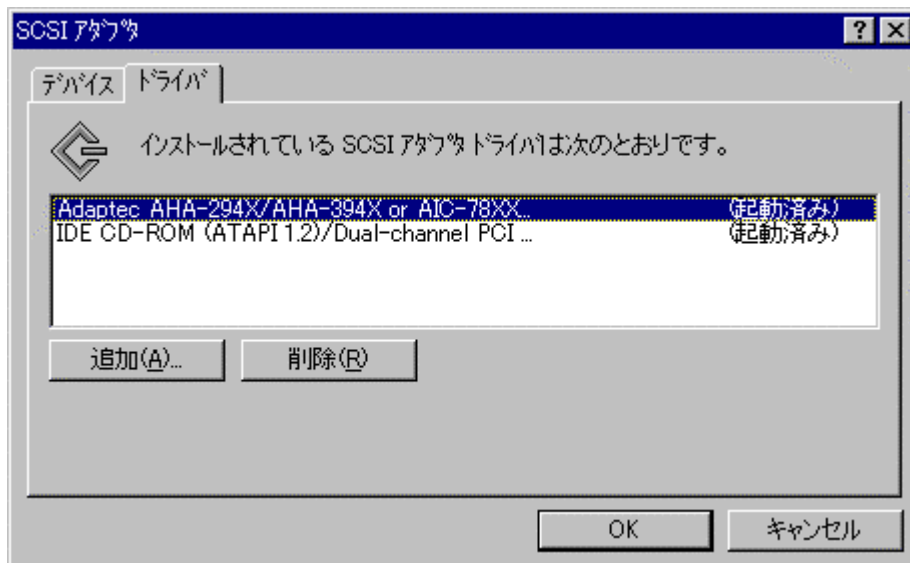 SCSI ｱﾀﾞﾌﾟﾀ
ﾃﾞﾊﾞｲｽ ﾄﾞﾗｲﾊﾞ
インストールされている SCSI ｱﾀﾞﾌﾟﾀ ﾄﾞﾗｲﾊﾞは次のとおりです。
Adaptec AHA-294X/AHA-394X or AIC-78XX... (起動済み)
IDE CD-ROM (ATAPI 1.2)/Dual-channel PCI ... (起動済み)
追加(A)... 削除(R)
OK キャンセル